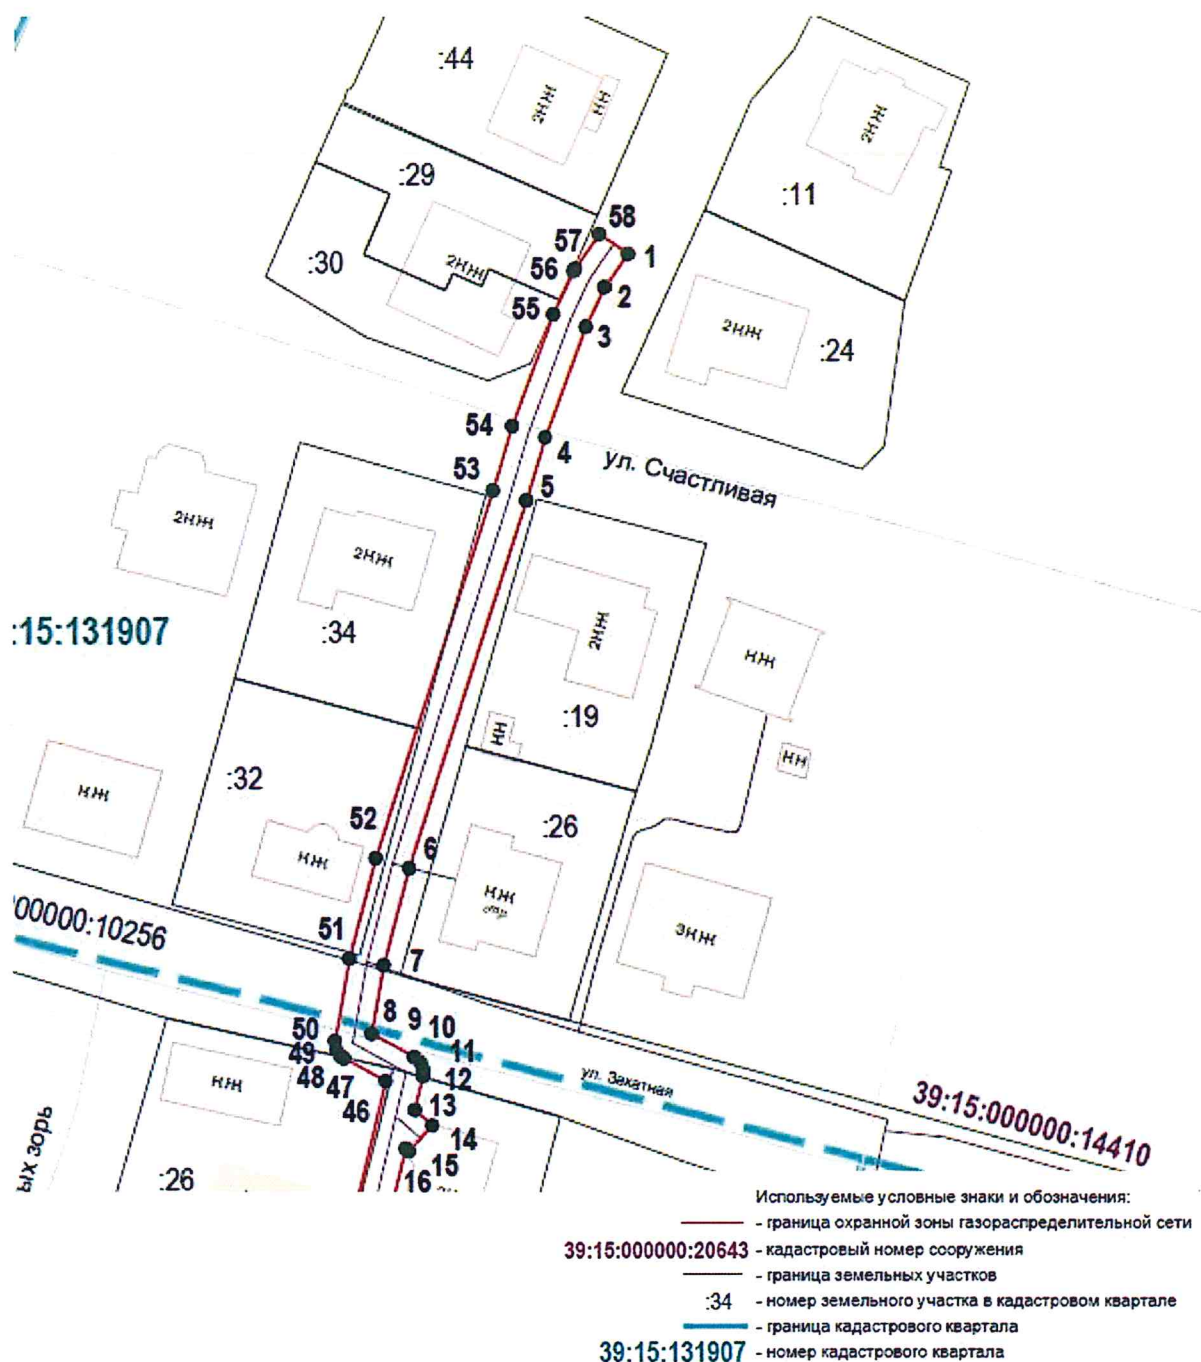 :44
2НЖ
НН
2НЖ
:11
:29
58
57
1
:30
2НЖ
56
2
55
3
2НЖ
:24
54
4
ул. Счастливая
53
5
2НЖ
2НЖ
2НЖ
:15:131907
:34
НЖ
:19
НН
НН
:32
НЖ
:26
52
6
НЖ
НЖ
000000:10256
51
7
3НЖ
8
9
10
50
11
49
48
12
47
ул. Закатная
46
НЖ
13
39:15:000000:14410
14
15
ых зорь
:26
16
Используемые условные знаки и обозначения:
- граница охранной зоны газораспределительной сети
39:15:000000:20643 - кадастровый номер сооружения
- граница земельных участков
:34 - номер земельного участка в кадастровом квартале
- граница кадастрового квартала
39:15:131907 - номер кадастрового квартала